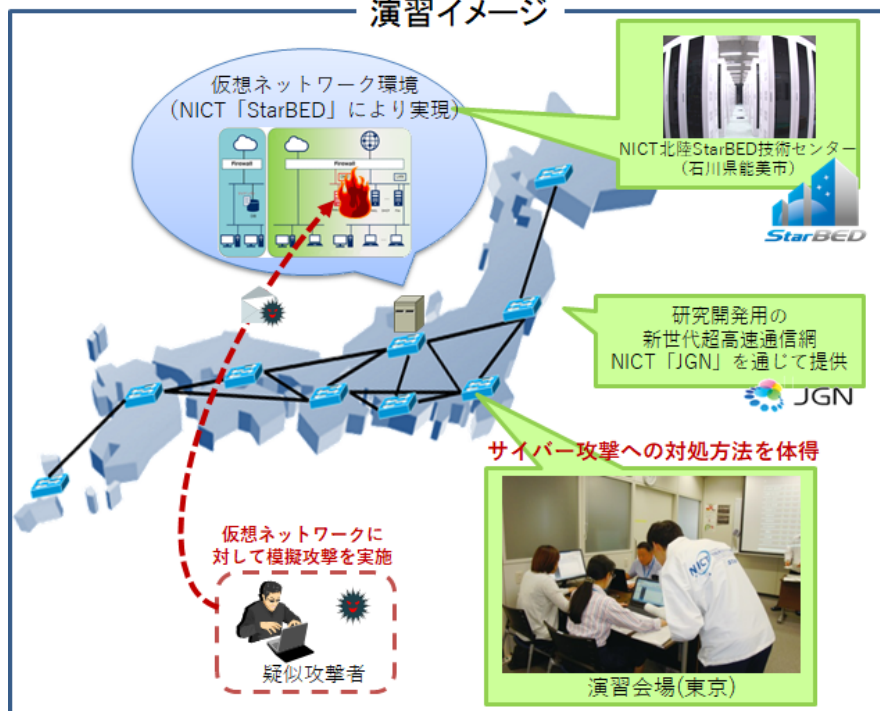 演習イメージ
仮想ネットワーク環境
（NICT「StarBED」により実現）
Firewall
Firewall
NICT北陸StarBED技術センター
（石川県能美市）
StarBED
研究開発用の
新世代超高速通信網
NICT「JGN」を通じて提供
JGN
サイバー攻撃への対処方法を体得
仮想ネットワークに
対して模擬攻撃を実施
疑似攻撃者
NICT
演習会場(東京)